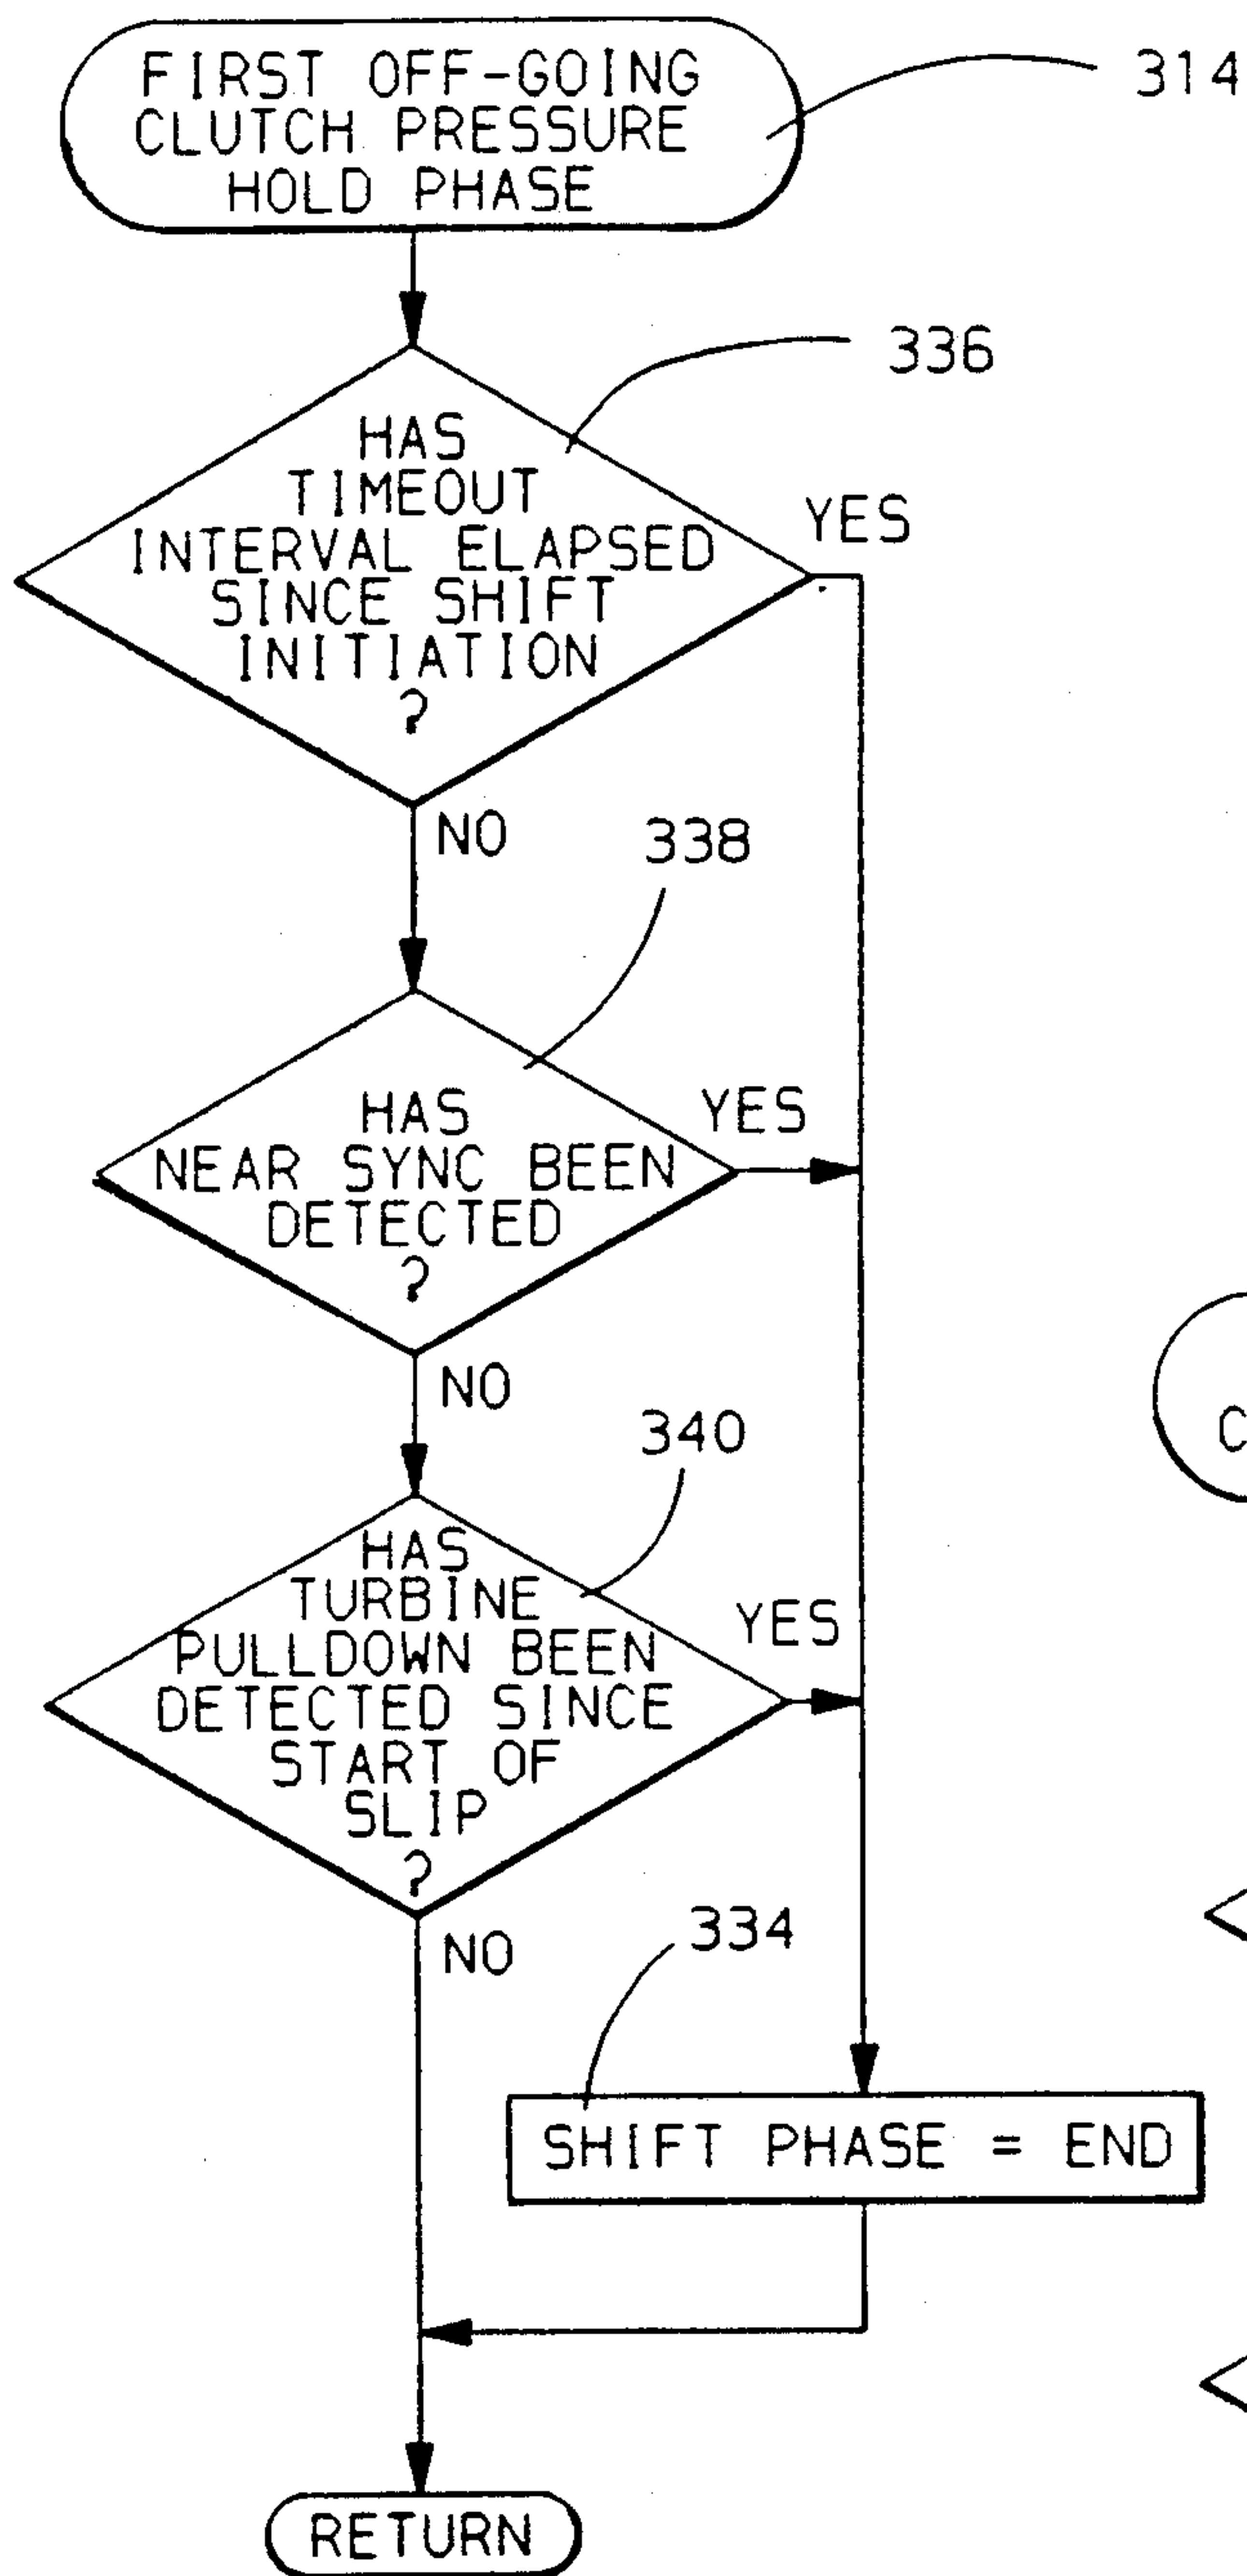 FIRST OFF-GOING
CLUTCH PRESSURE
HOLD PHASE
314
336
HAS
TIMEOUT
INTERVAL ELAPSED
SINCE SHIFT
INITIATION
?
YES
NO
338
HAS
NEAR SYNC BEEN
DETECTED
?
YES
NO
340
HAS
TURBINE
PULLDOWN BEEN
DETECTED SINCE
START OF
SLIP
?
YES
NO
334
SHIFT PHASE = END
RETURN
C